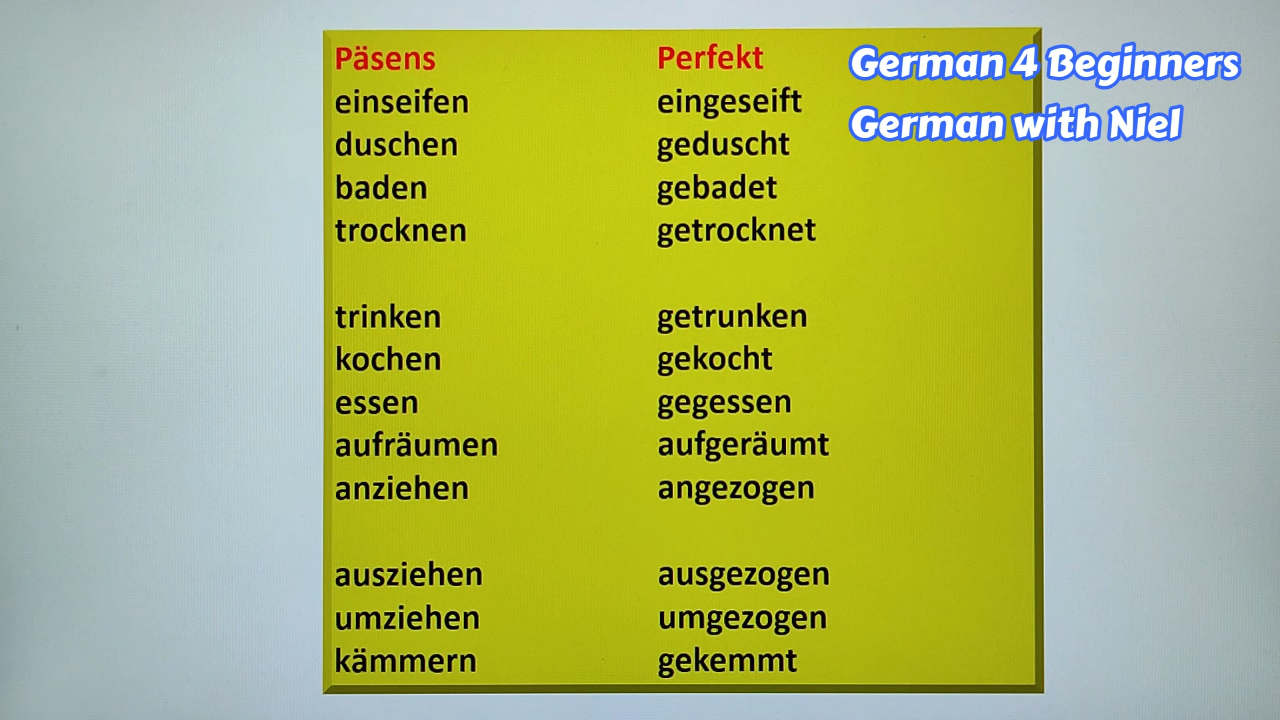 Päsens Perfekt
einseifen eingeseift
duschen geduscht
baden gebadet
trocknen getrocknet
trinken getrunken
kochen gekocht
essen gegessen
aufräumen aufgeräumt
anziehen angezogen
ausziehen ausgezogen
umziehen umgezogen
kämmern gekemmt
German 4 Beginners
German with Niel